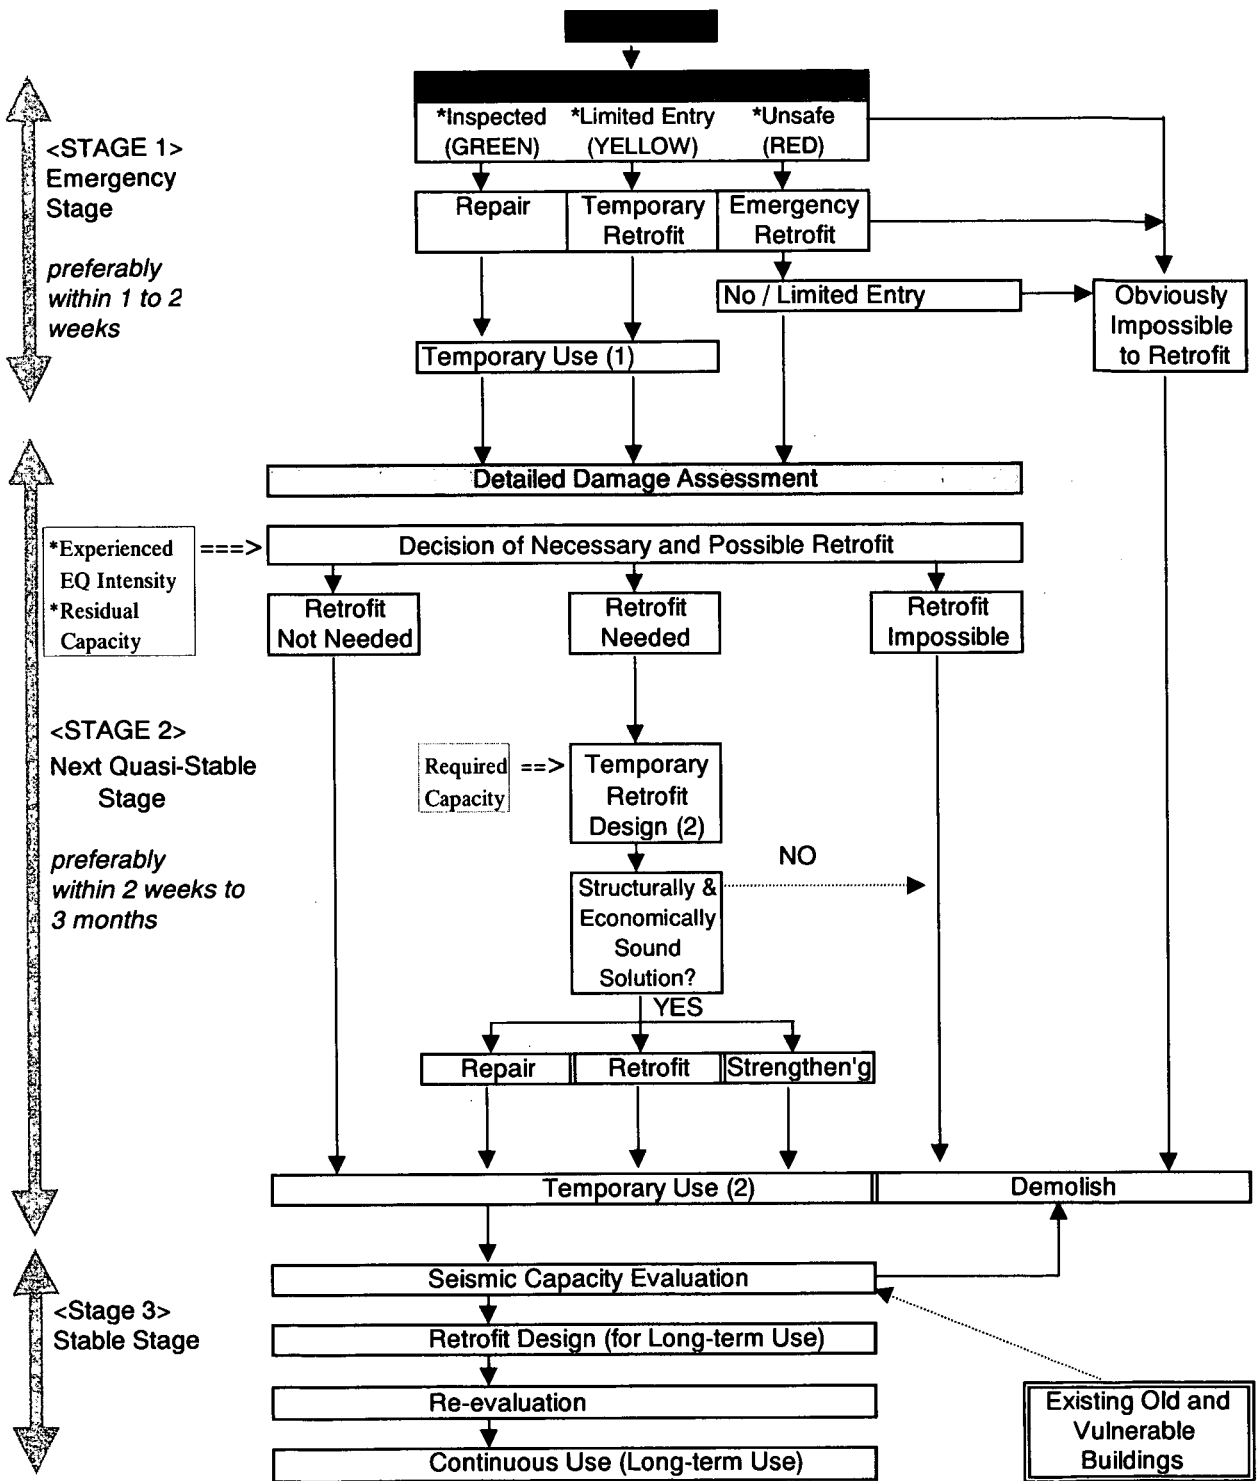 *Inspected *Limited Entry *Unsafe
(GREEN) (YELLOW) (RED)
<STAGE 1>
Emergency
Stage
preferably
within 1 to 2
weeks
Repair
Temporary
Retrofit
Emergency
Retrofit
No / Limited Entry
Obviously
Impossible
to Retrofit
Temporary Use (1)
Detailed Damage Assessment
*Experienced
EQ Intensity
*Residual
Capacity
===>
Decision of Necessary and Possible Retrofit
Retrofit
Not Needed
Retrofit
Needed
Retrofit
Impossible
<STAGE 2>
Next Quasi-Stable
Stage
preferably
within 2 weeks to
3 months
Required
Capacity
==>
Temporary
Retrofit
Design (2)
NO
Structurally &
Economically
Sound
Solution?
YES
Repair
Retrofit
Strengthen'g
Temporary Use (2)
Demolish
<Stage 3>
Stable Stage
Seismic Capacity Evaluation
Retrofit Design (for Long-term Use)
Re-evaluation
Continuous Use (Long-term Use)
Existing Old and
Vulnerable
Buildings